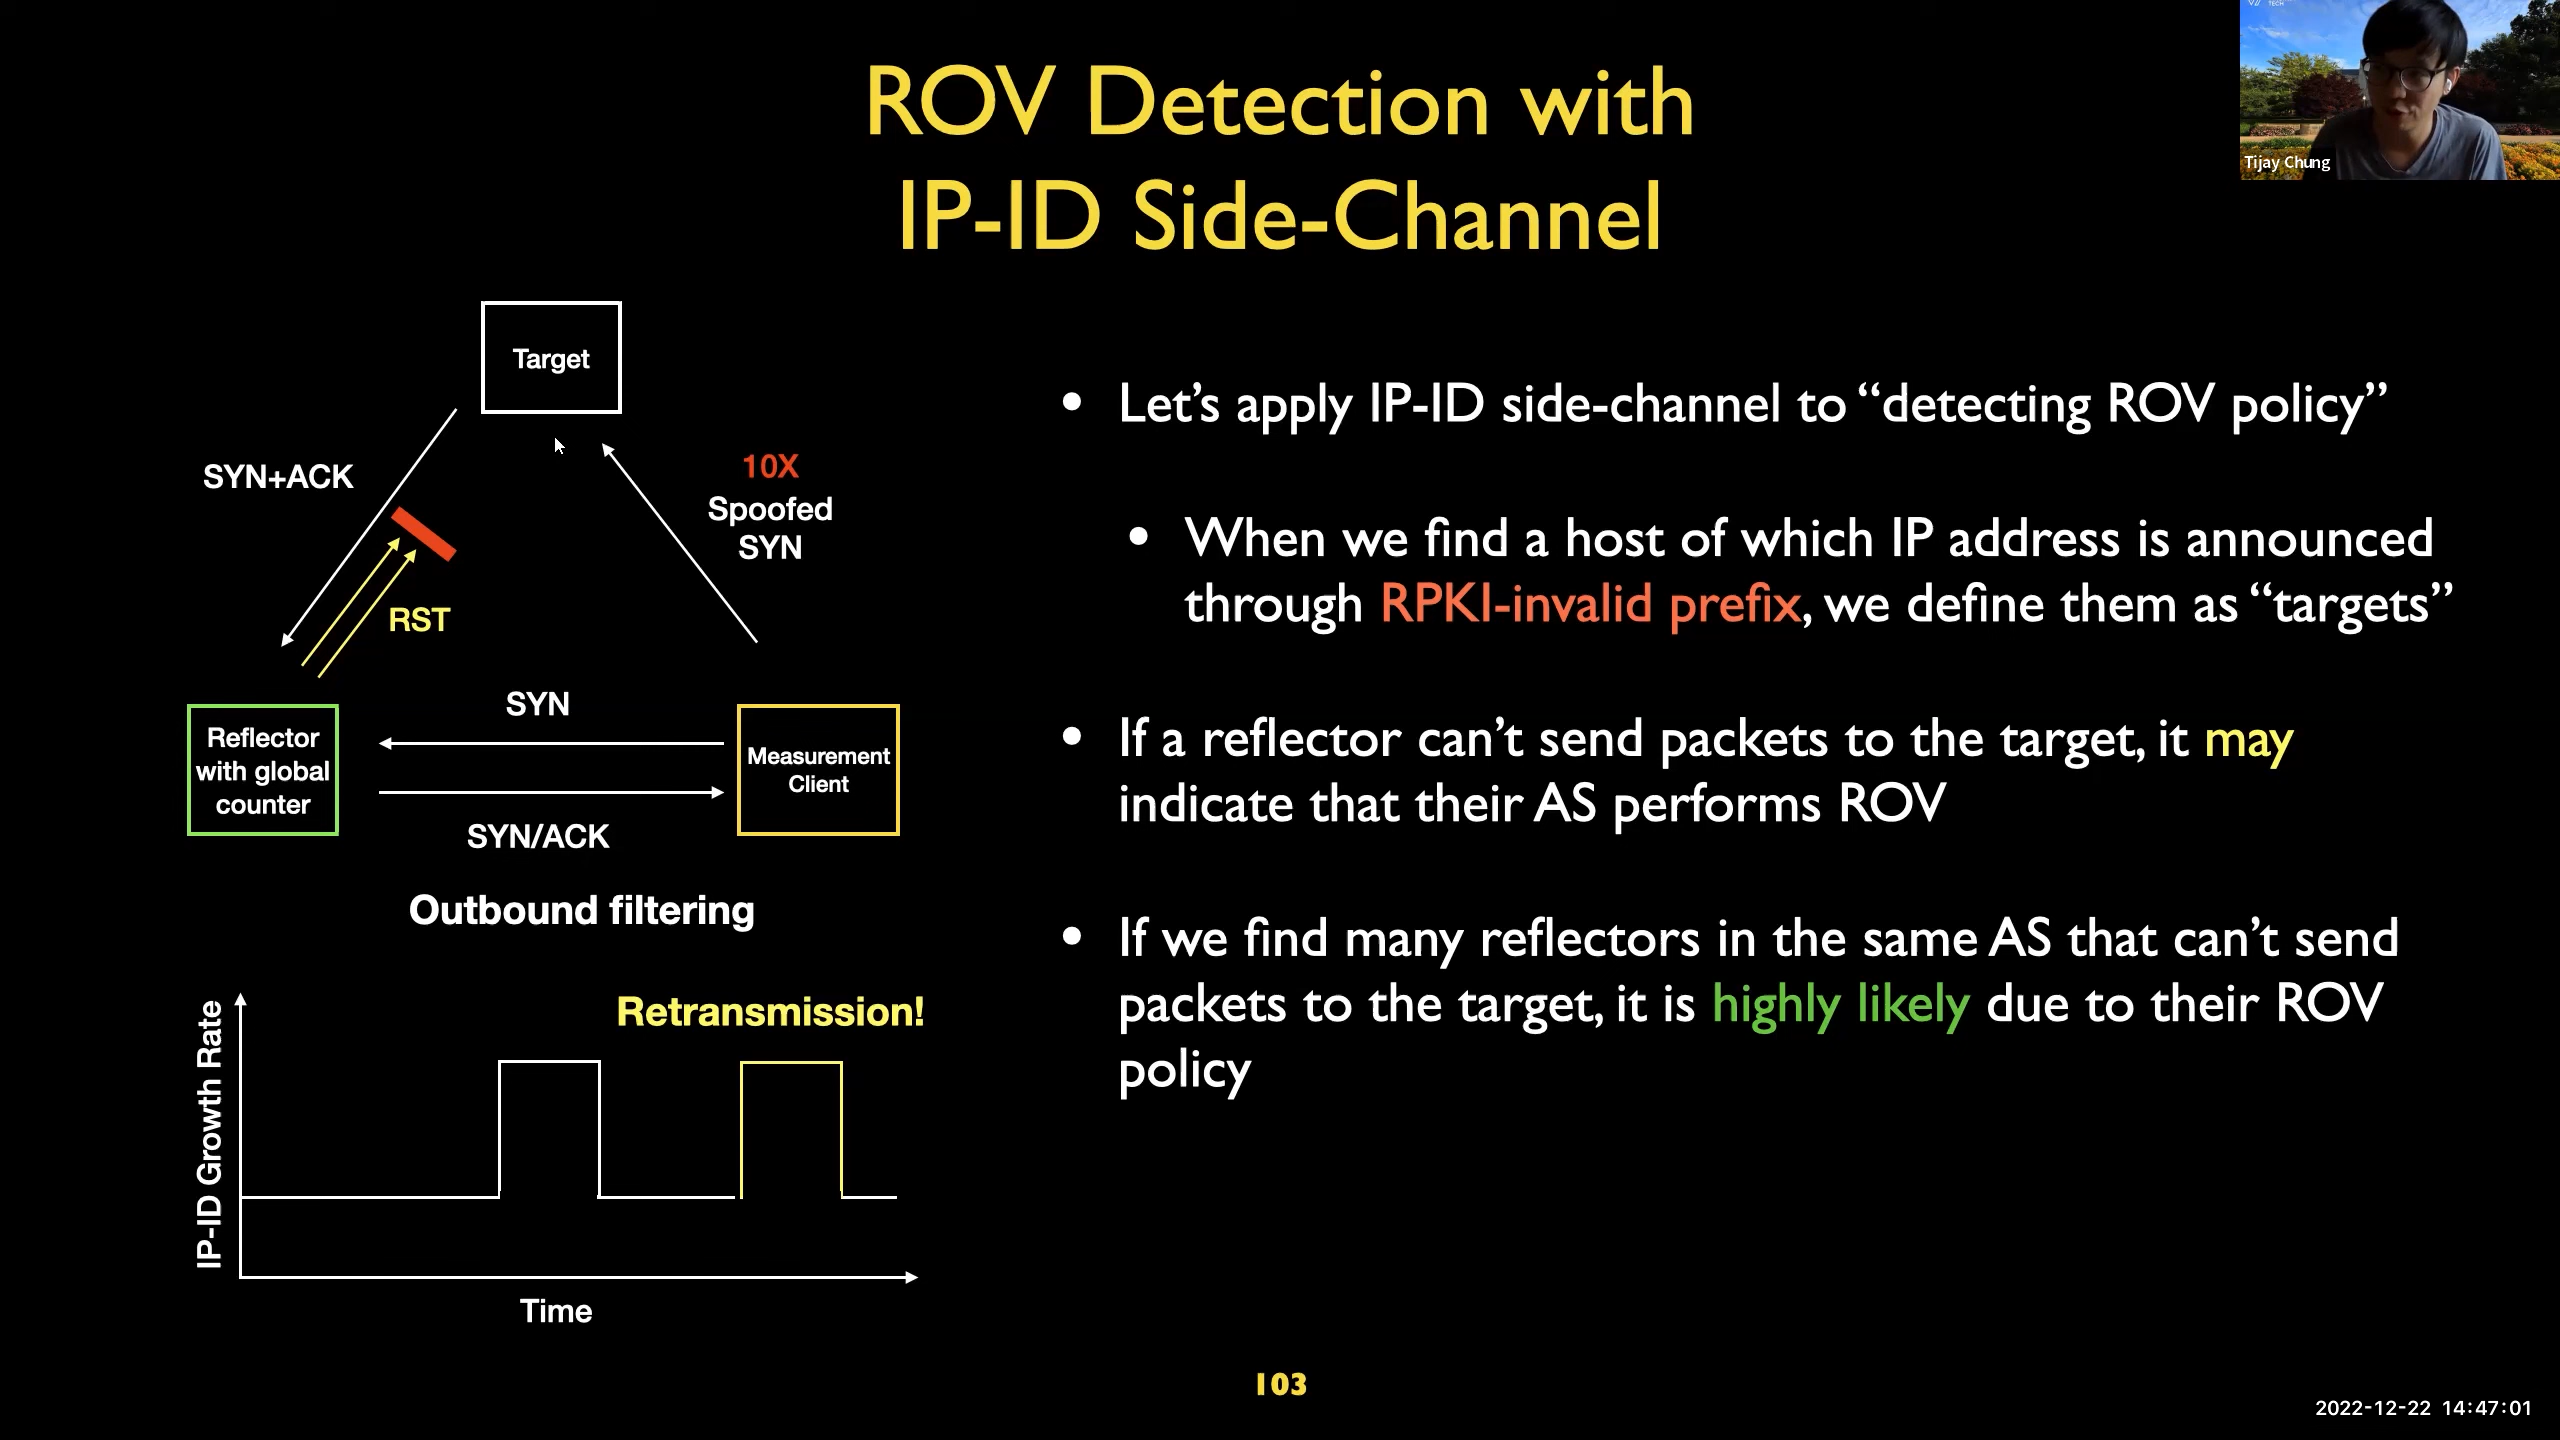 ROV Detection with
IP-ID Side-Channel
TECH
Tijay Chung
Target
SYN+ACK
10X
Spoofed
SYN
RST
SYN
Reflector
with global
counter
Measurement
Client
SYN/ACK
Outbound filtering
Retransmission!
IP-ID Growth Rate
Time
• Let’s apply IP-ID side-channel to “detecting ROV policy”
• When we find a host of which IP address is announced
through RPKI-invalid prefix, we define them as “targets”
• If a reflector can’t send packets to the target, it may
indicate that their AS performs ROV
• If we find many reflectors in the same AS that can’t send
packets to the target, it is highly likely due to their ROV
policy
103
2022-12-22 14:47:01